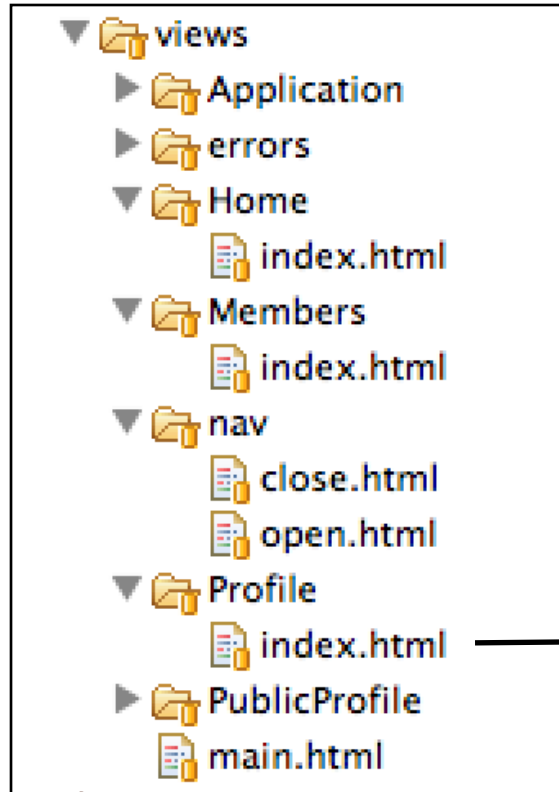 views
Application
errors
Home
index.html
Members
index.html
nav
close.html
open.html
Profile
index.html
PublicProfile
main.html